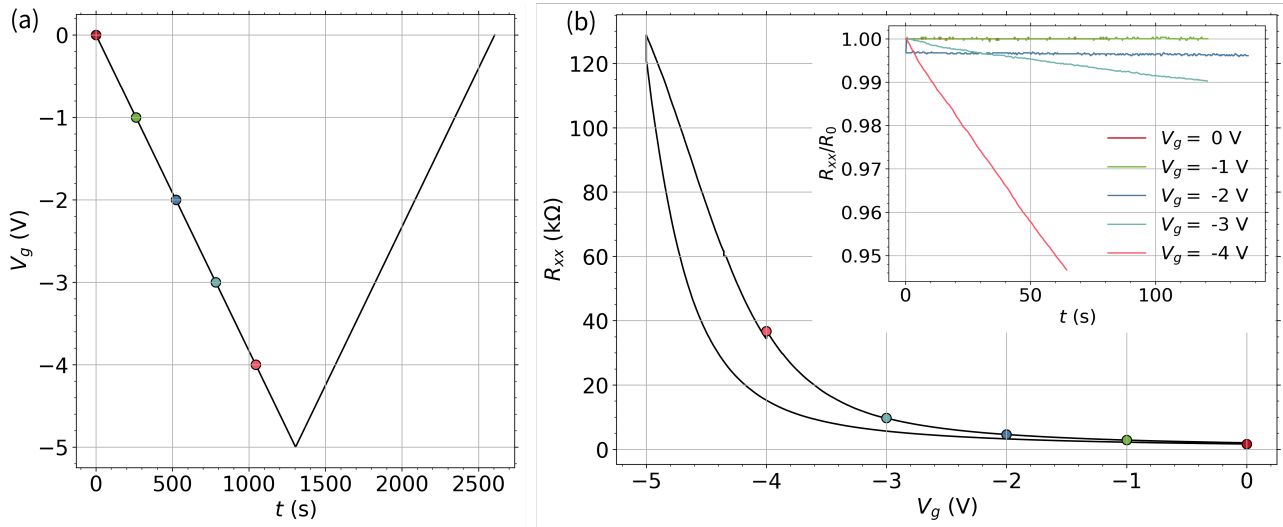 (a)
0
−1
−2
−3
−4
−5
V_g (V)
0
500
1000
1500
2000
2500
t (s)
(b)
120
100
80
60
40
20
0
R_xx (kΩ)
−5
−4
−3
−2
−1
0
V_g (V)
1.00
0.99
0.98
0.97
0.96
0.95
R_xx/R_0
0
50
100
t (s)
V_g = 0 V
V_g = -1 V
V_g = -2 V
V_g = -3 V
V_g = -4 V